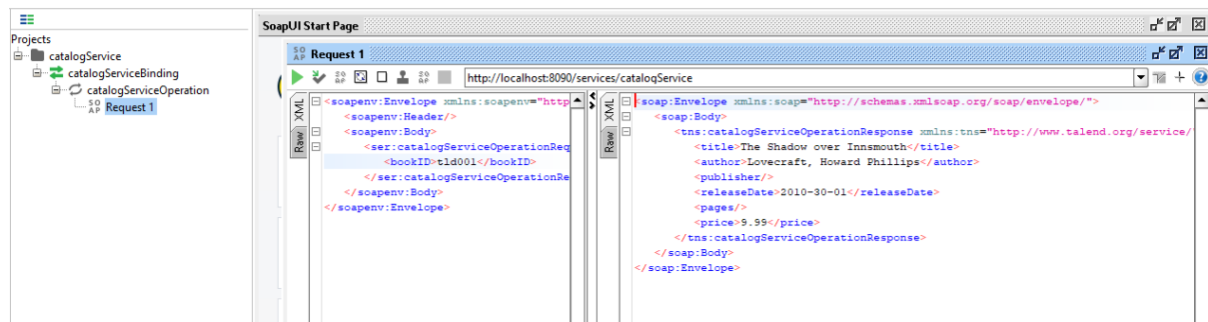 SoapUI Start Page
Projects
catalogService
catalogServiceBinding
catalogServiceOperation
SO AP Request 1
SO AP Request 1
http://localhost:8090/services/catalogService
XML
Raw
<soapenv:Envelope xmlns:soapenv="http
<soapenv:Header/>
<soapenv:Body>
<ser:catalogServiceOperationReq
<bookID>tld001</bookID>
</ser:catalogServiceOperationRe
</soapenv:Body>
</soapenv:Envelope>
XML
Raw
<soap:Envelope xmlns:soap="http://schemas.xmlsoap.org/soap/envelope/">
<soap:Body>
<tns:catalogServiceOperationResponse xmlns:tns="http://www.talend.org/service/
<title>The Shadow over Innsmouth</title>
<author>Lovecraft, Howard Phillips</author>
<publisher/>
<releaseDate>2010-30-01</releaseDate>
<pages/>
<price>9.99</price>
</tns:catalogServiceOperationResponse>
</soap:Body>
</soap:Envelope>